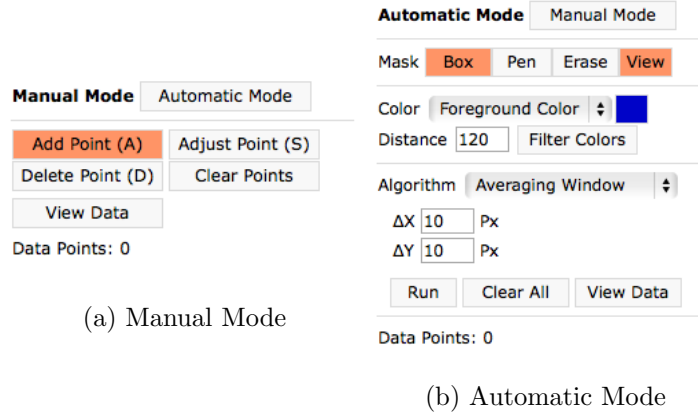 Manual Mode Automatic Mode
Add Point (A) Adjust Point (S)
Delete Point (D) Clear Points
View Data
Data Points: 0
(a) Manual Mode
Automatic Mode Manual Mode
Mask Box Pen Erase View
Color Foreground Color
Distance 120 Filter Colors
Algorithm Averaging Window
ΔX 10 Px
ΔY 10 Px
Run Clear All View Data
Data Points: 0
(b) Automatic Mode